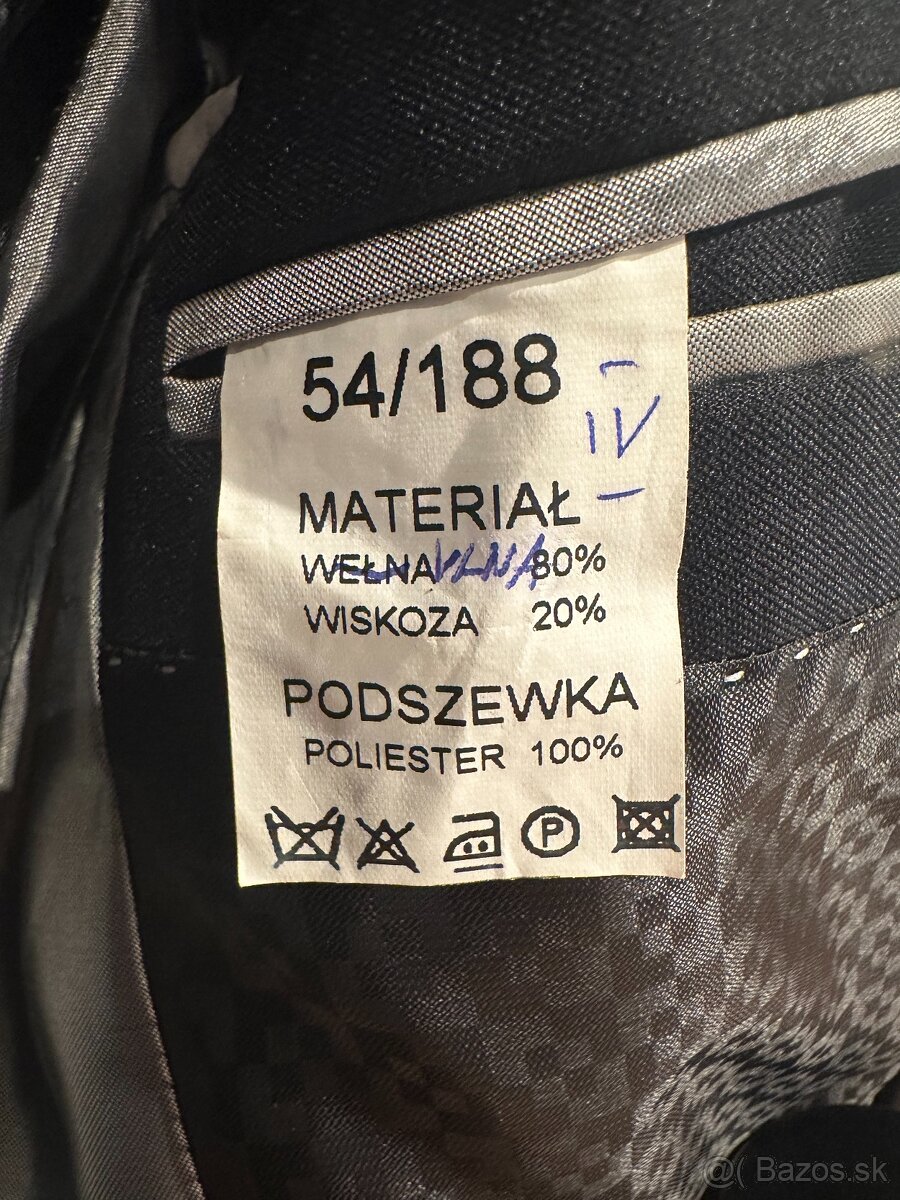 54/188
IV
MATERIAŁ
WEŁNA VLNA 80%
WISKOZA 20%
PODSZEWKA
POLIESTER 100%
P
@( Bazos.sk